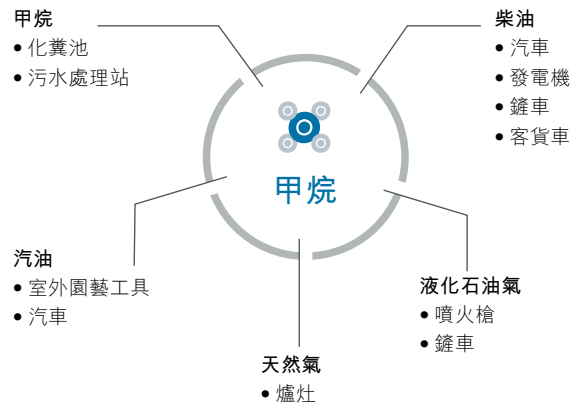 甲烷
• 化糞池
• 污水處理站
柴油
• 汽車
• 發電機
• 鏟車
• 客貨車
甲烷
汽油
• 室外園藝工具
• 汽車
液化石油氣
• 噴火槍
• 鏟車
天然氣
• 爐灶